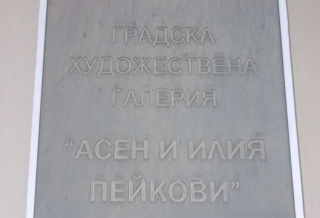 ГРАДСКА
ХУДОЖЕСТВЕНА
ГАЛЕРИЯ
"АСЕН И ИЛИЯ
ПЕЙКОВИ"